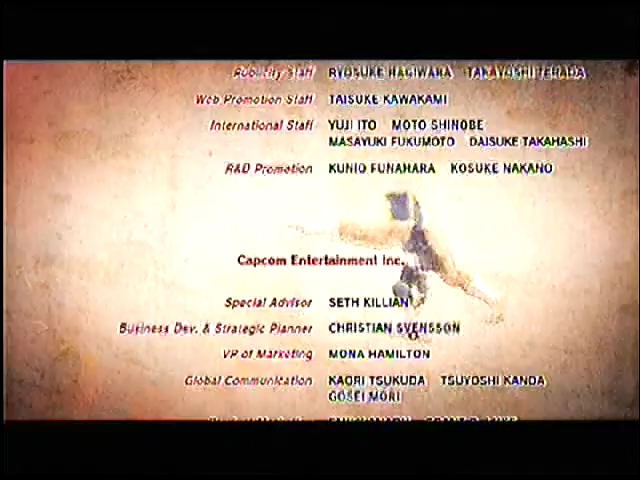 Publicity Staff RYOSUKE HAGIWARA TAKAYOSHI TERADA
Web Promotion Staff TAISUKE KAWAKAMI
International Staff YUJI ITO MOTO SHINOBE
MASAYUKI FUKUMOTO DAISUKE TAKAHASHI
R&D Promotion KUNIO FUNAHARA KOSUKE NAKANO
Capcom Entertainment Inc.
Special Advisor SETH KILLIAN
Business Dev. & Strategic Planner CHRISTIAN SVENSSON
VP of Marketing MONA HAMILTON
Global Communication KAORI TSUKUDA TSUYOSHI KANDA
GOSEI MORI